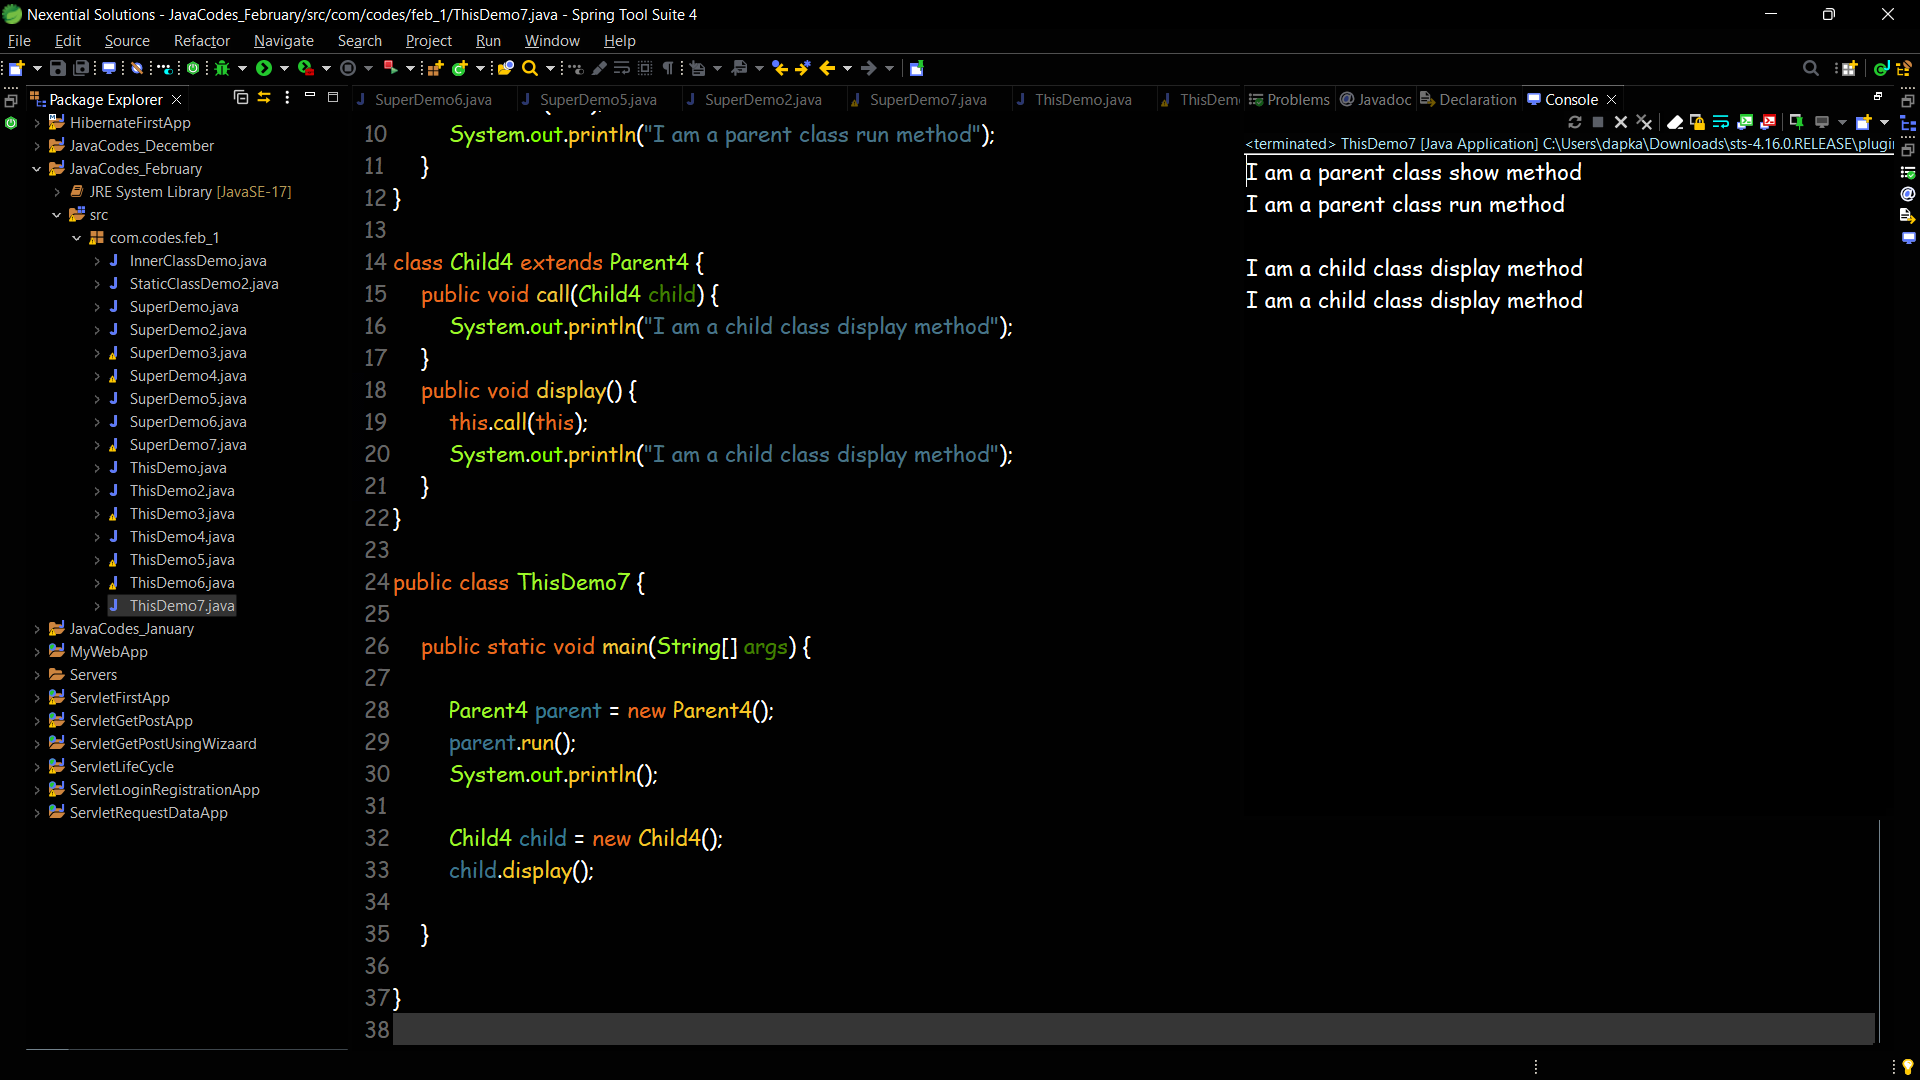 Nexential Solutions - JavaCodes_February/src/com/codes/feb_1/ThisDemo7.java - Spring Tool Suite 4
File Edit Source Refactor Navigate Search Project Run Window Help
Package Explorer
HibernateFirstApp
JavaCodes_December
JavaCodes_February
JRE System Library [JavaSE-17]
src
com.codes.feb_1
InnerClassDemo.java
StaticClassDemo2.java
SuperDemo.java
SuperDemo2.java
SuperDemo3.java
SuperDemo4.java
SuperDemo5.java
SuperDemo6.java
SuperDemo7.java
ThisDemo.java
ThisDemo2.java
ThisDemo3.java
ThisDemo4.java
ThisDemo5.java
ThisDemo6.java
ThisDemo7.java
JavaCodes_January
MyWebApp
Servers
ServletFirstApp
ServletGetPostApp
ServletGetPostUsingWizaard
ServletLifeCycle
ServletLoginRegistrationApp
ServletRequestDataApp
SuperDemo6.java SuperDemo5.java SuperDemo2.java SuperDemo7.java ThisDemo.java ThisDem
10 System.out.println("I am a parent class run method");
11 }
12 }
13
14 class Child4 extends Parent4 {
15 public void call(Child4 child) {
16 System.out.println("I am a child class display method");
17 }
18 public void display() {
19 this.call(this);
20 System.out.println("I am a child class display method");
21 }
22 }
23
24 public class ThisDemo7 {
25
26 public static void main(String[] args) {
27
28 Parent4 parent = new Parent4();
29 parent.run();
30 System.out.println();
31
32 Child4 child = new Child4();
33 child.display();
34
35 }
36
37 }
38
Problems Javadoc Declaration Console
<terminated> ThisDemo7 [Java Application] C:\Users\dapka\Downloads\sts-4.16.0.RELEASE\plugi
I am a parent class show method
I am a parent class run method
I am a child class display method
I am a child class display method